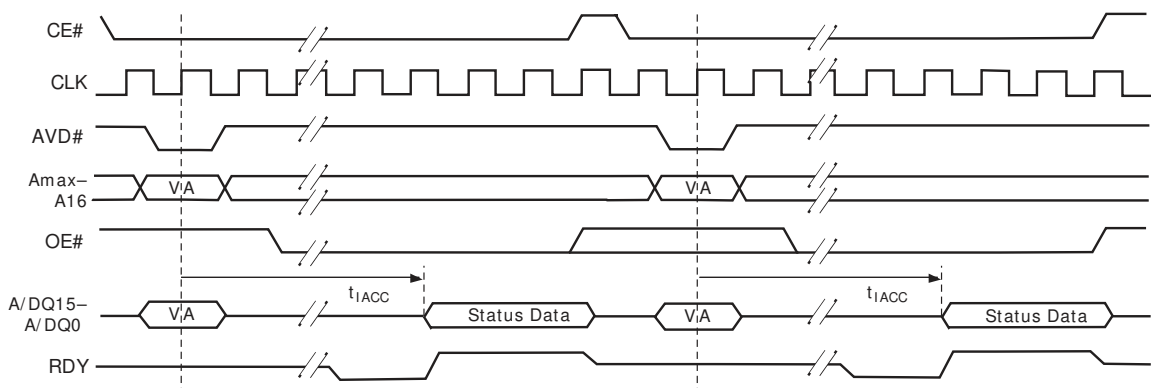 CE#
CLK
AVD#
Amax–
A16
VA
VA
OE#
tIACC
tIACC
A/DQ15–
A/DQ0
VA
Status Data
VA
Status Data
RDY